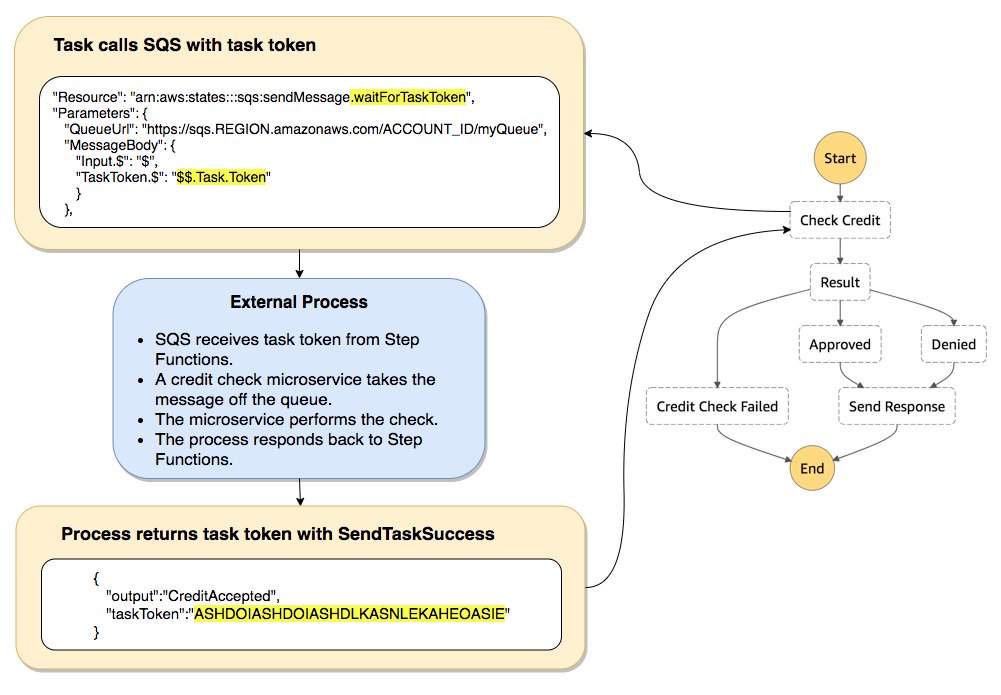 Task calls SQS with task token
"Resource": "arn:aws:states:::sqs:sendMessage.waitForTaskToken",
"Parameters": {
"QueueUrl": "https://sqs.REGION.amazonaws.com/ACCOUNT_ID/myQueue",
"MessageBody": {
"Input.$": "$",
"TaskToken.$": "$$.Task.Token"
}
},
External Process
• SQS receives task token from Step
Functions.
• A credit check microservice takes the
message off the queue.
• The microservice performs the check.
• The process responds back to Step
Functions.
Process returns task token with SendTaskSuccess
{
"output":"CreditAccepted",
"taskToken":"ASHDOIASHDOIASHDLKASNLEKAHEOASIE"
}
Start
Check Credit
Result
Approved
Denied
Credit Check Failed
Send Response
End